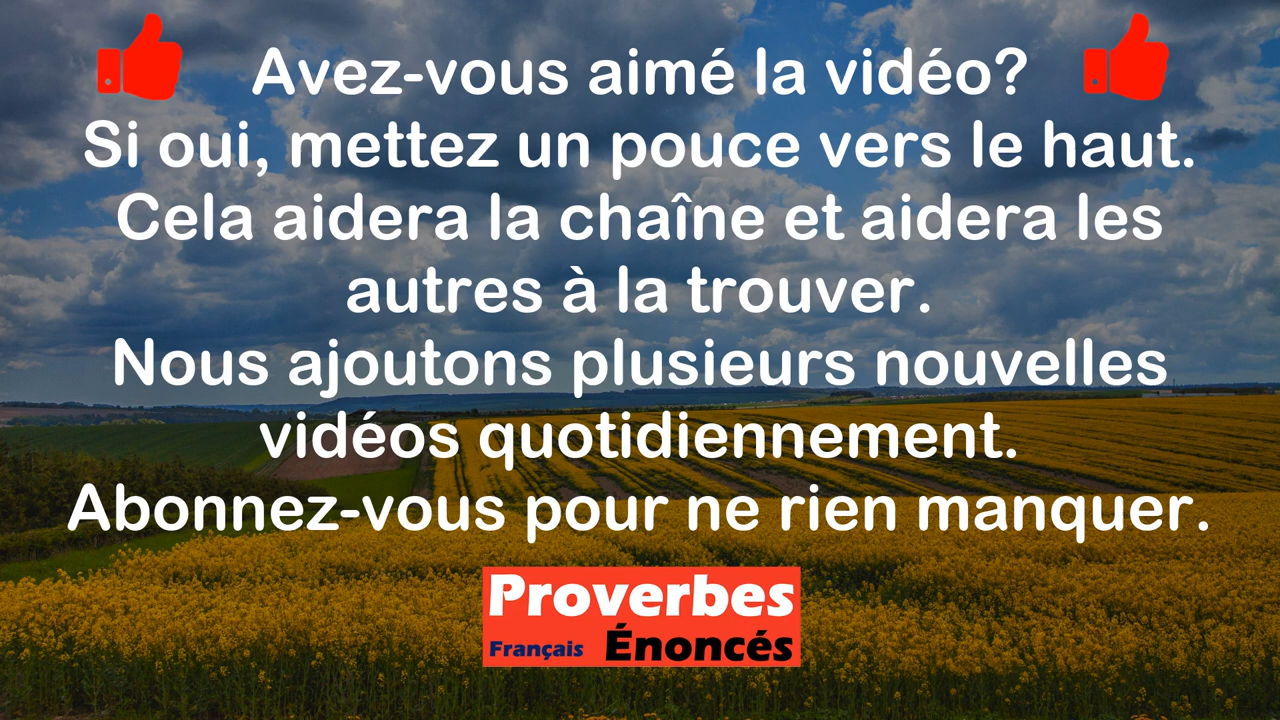 Avez-vous aimé la vidéo?
Si oui, mettez un pouce vers le haut.
Cela aidera la chaîne et aidera les
autres à la trouver.
Nous ajoutons plusieurs nouvelles
vidéos quotidiennement.
Abonnez-vous pour ne rien manquer.
Proverbes
Français Énoncés